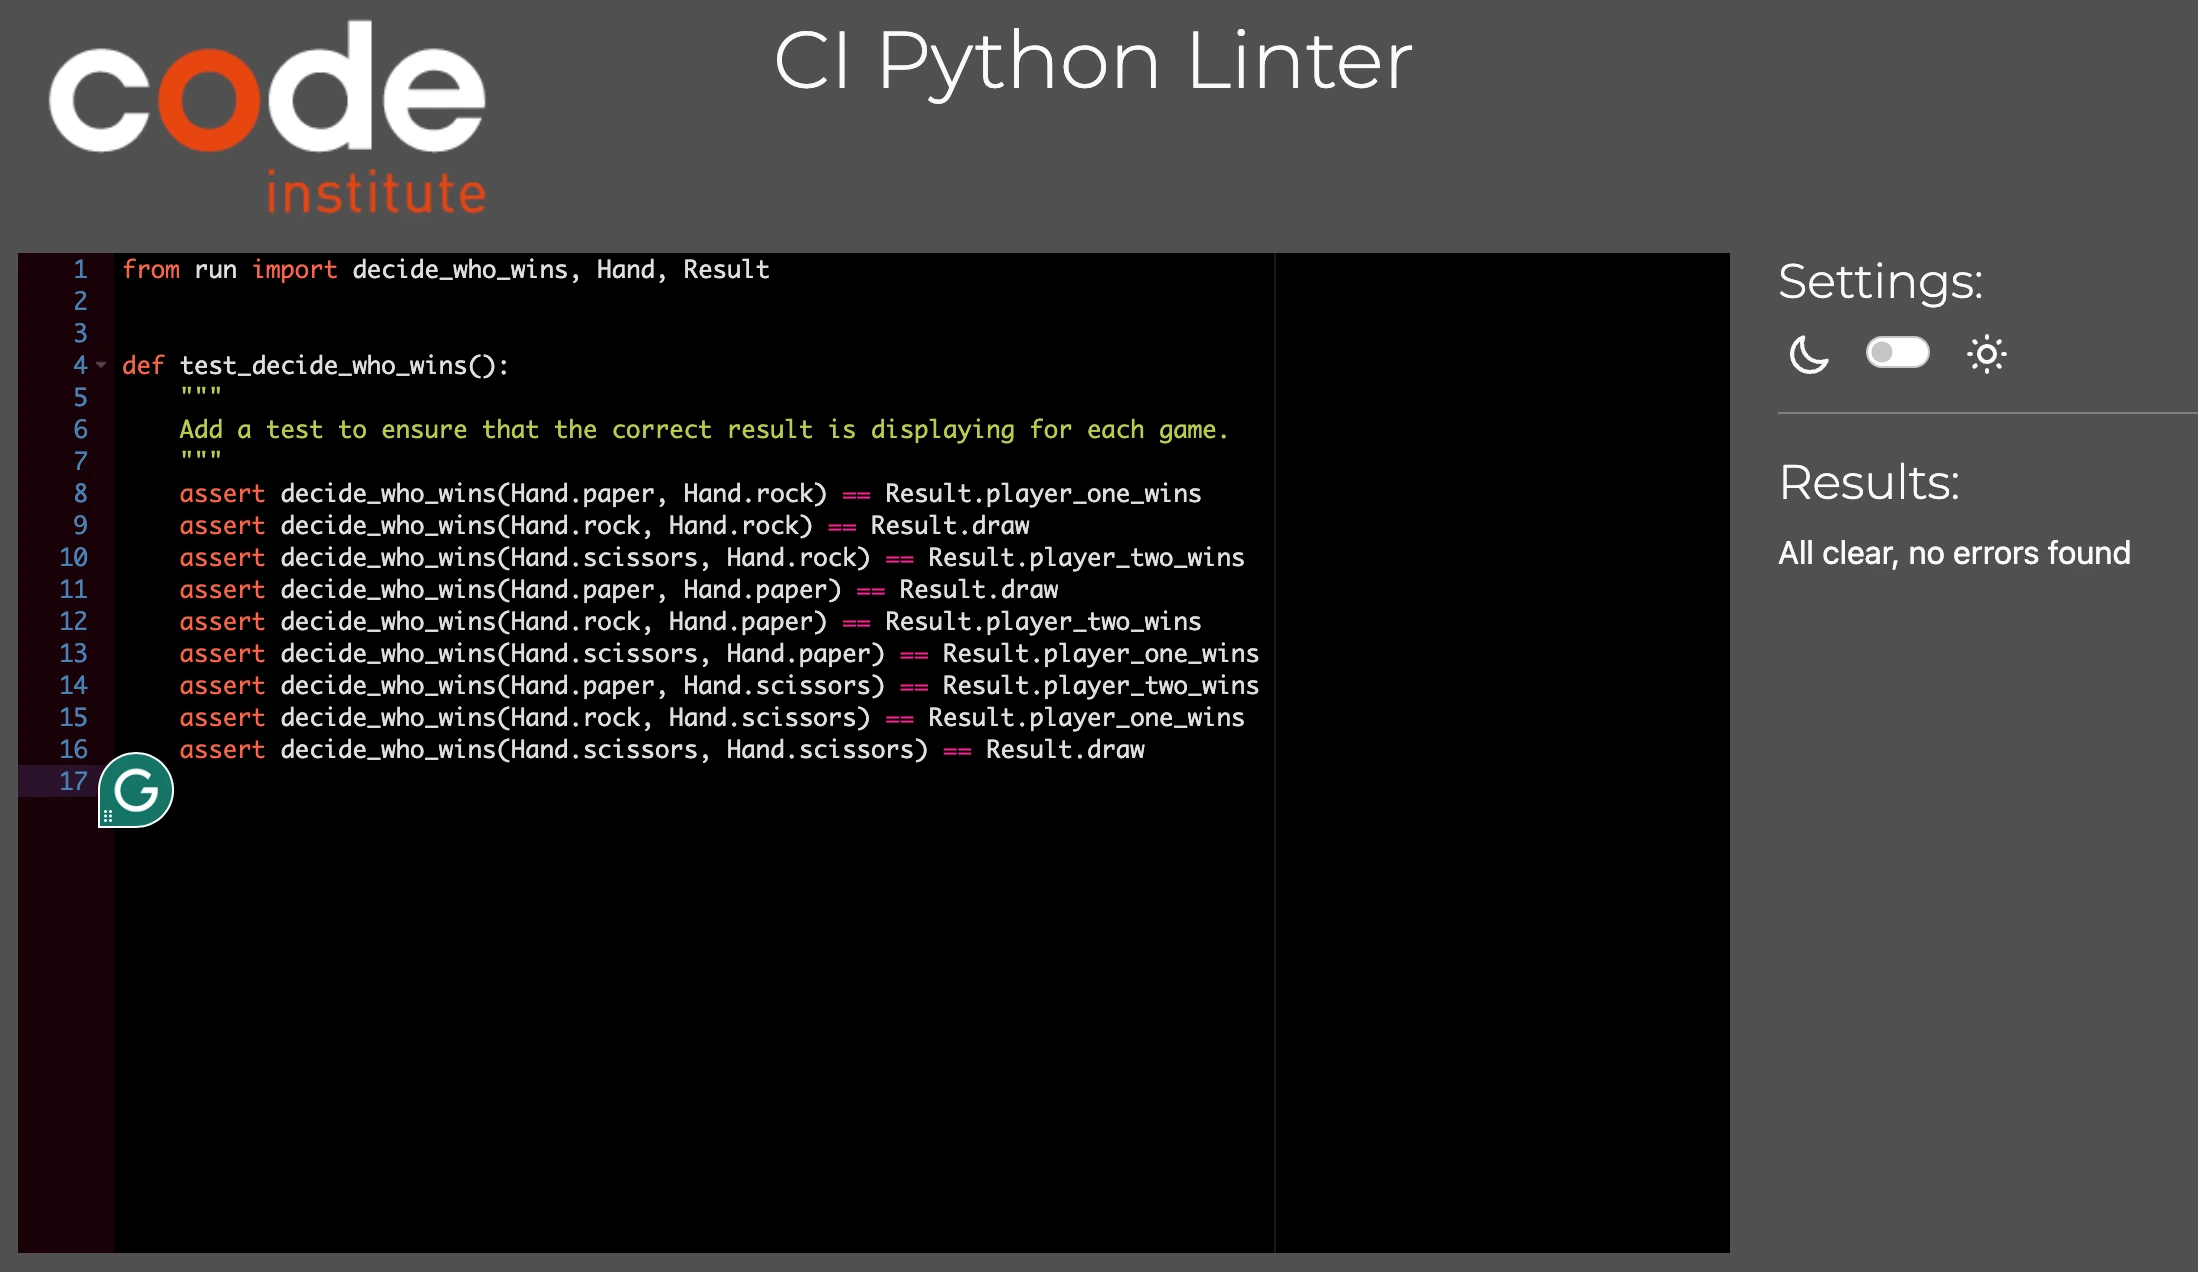 code
institute
CI Python Linter
1 from run import decide_who_wins, Hand, Result
2
3
4 def test_decide_who_wins():
5     """
6     Add a test to ensure that the correct result is displaying for each game.
7     """
8     assert decide_who_wins(Hand.paper, Hand.rock) == Result.player_one_wins
9     assert decide_who_wins(Hand.rock, Hand.rock) == Result.draw
10     assert decide_who_wins(Hand.scissors, Hand.rock) == Result.player_two_wins
11     assert decide_who_wins(Hand.paper, Hand.paper) == Result.draw
12     assert decide_who_wins(Hand.rock, Hand.paper) == Result.player_two_wins
13     assert decide_who_wins(Hand.scissors, Hand.paper) == Result.player_one_wins
14     assert decide_who_wins(Hand.paper, Hand.scissors) == Result.player_two_wins
15     assert decide_who_wins(Hand.rock, Hand.scissors) == Result.player_one_wins
16     assert decide_who_wins(Hand.scissors, Hand.scissors) == Result.draw
17
G
Settings:
Results:
All clear, no errors found